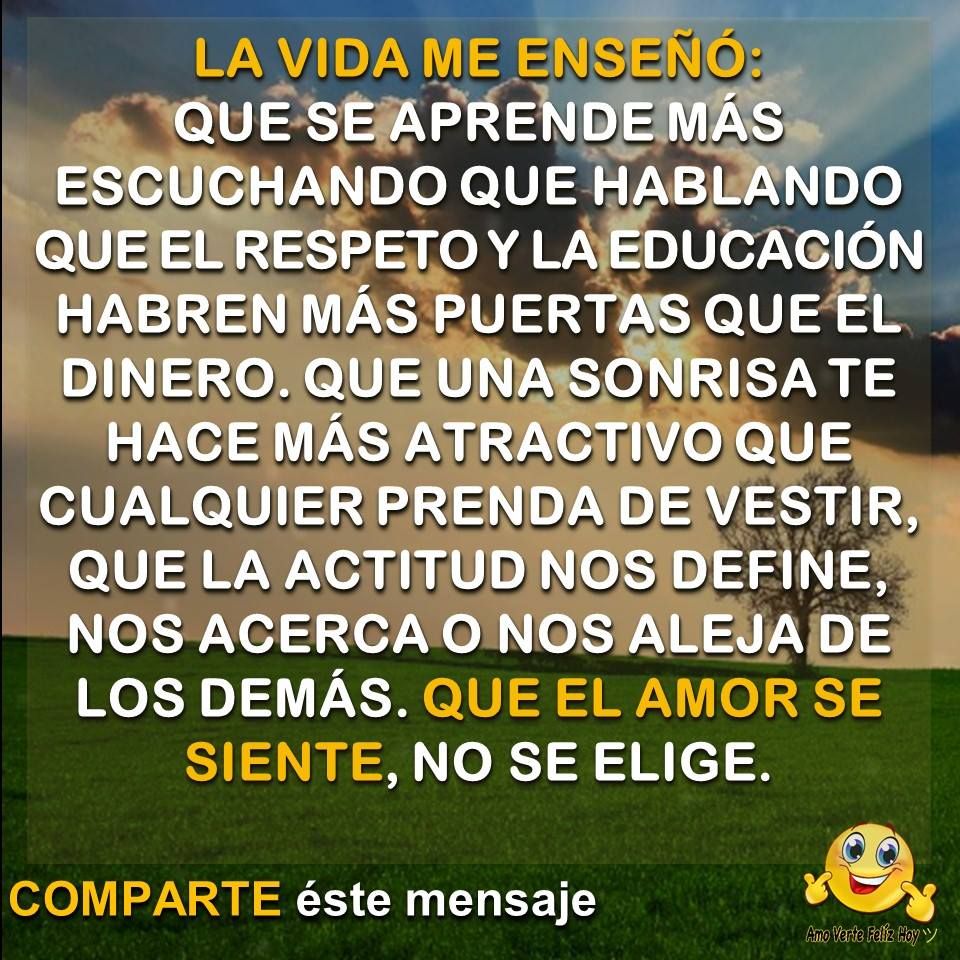 LA VIDA ME ENSEÑÓ:
QUE SE APRENDE MÁS
ESCUCHANDO QUE HABLANDO
QUE EL RESPETO Y LA EDUCACIÓN
HABREN MÁS PUERTAS QUE EL
DINERO. QUE UNA SONRISA TE
HACE MÁS ATRACTIVO QUE
CUALQUIER PRENDA DE VESTIR,
QUE LA ACTITUD NOS DEFINE,
NOS ACERCA O NOS ALEJA DE
LOS DEMÁS. QUE EL AMOR SE
SIENTE, NO SE ELIGE.
COMPARTE éste mensaje
Amo Verte Felíz Hoy ツ